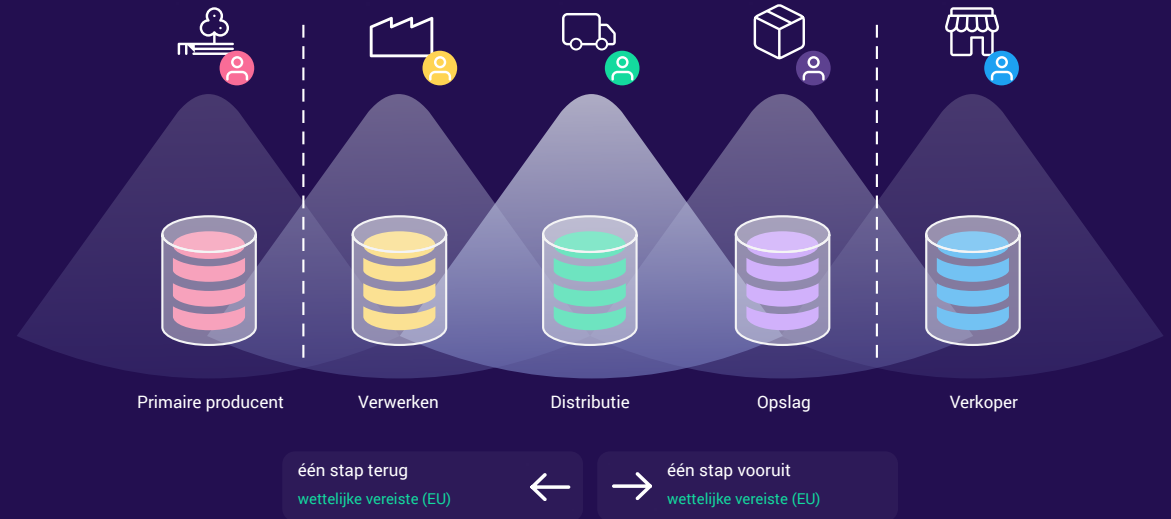 Primaire producent
Verwerken
Distributie
Opslag
Verkoper
één stap terug
wettelijke vereiste (EU)
één stap vooruit
wettelijke vereiste (EU)